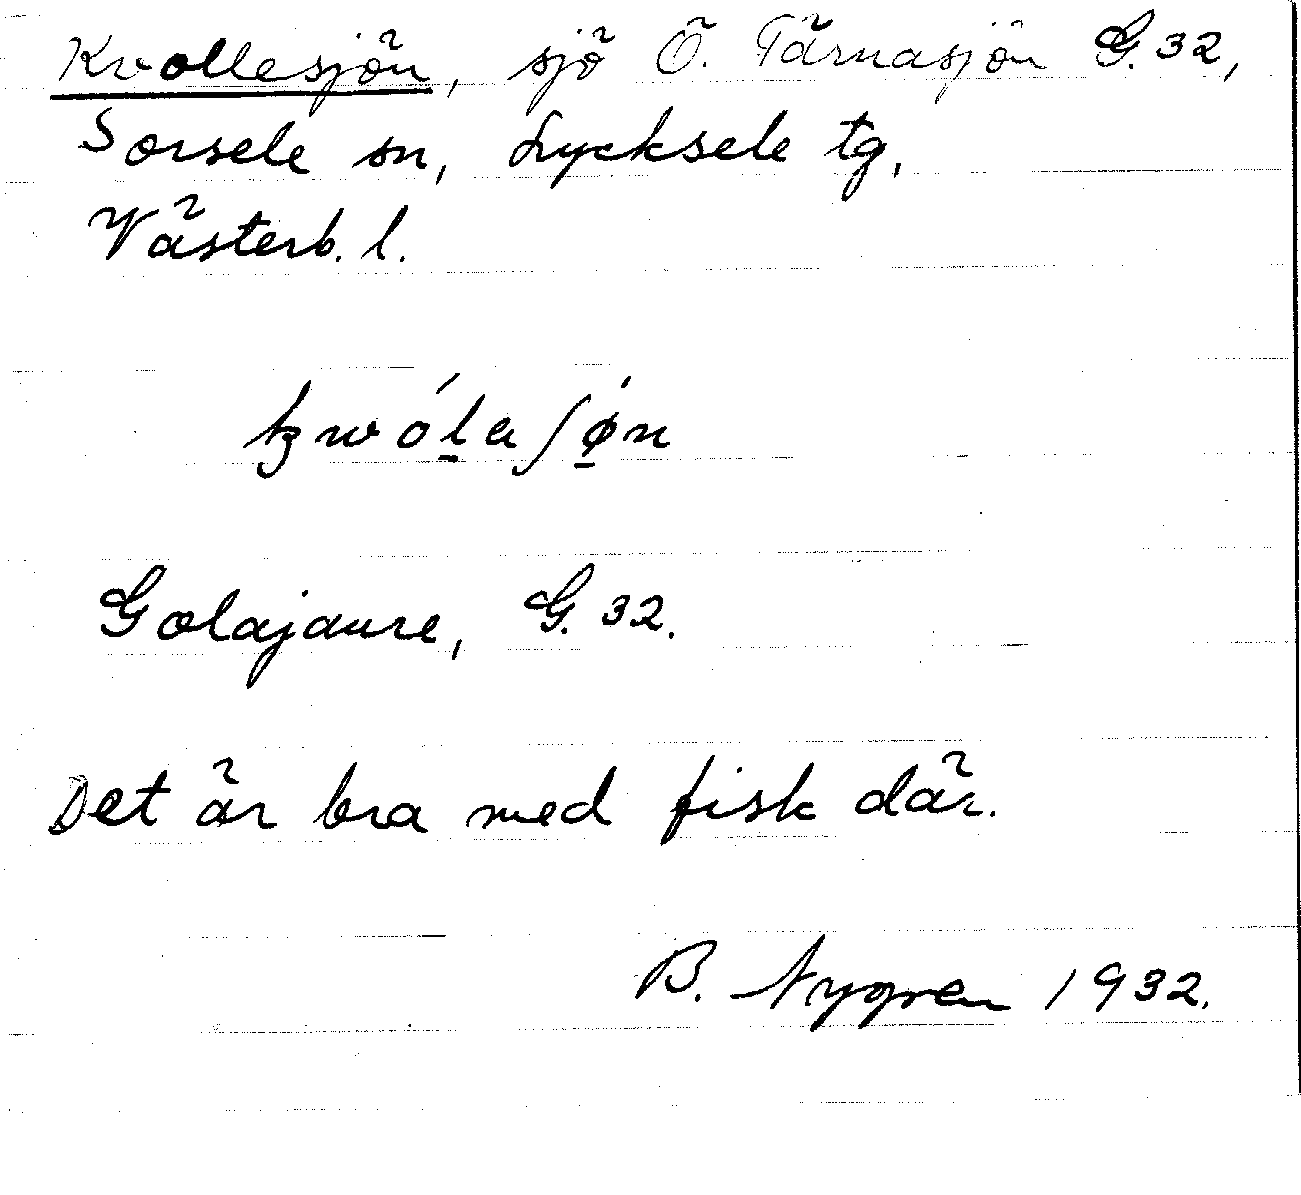 Kvollesjön, sjö Ö. Tärnasjön G. 32,
Sorsele sn, Lycksele tg,
Västerb. l.
Golajaure, G. 32.
Det är bra med fisk där.
B. Nygren 1932.